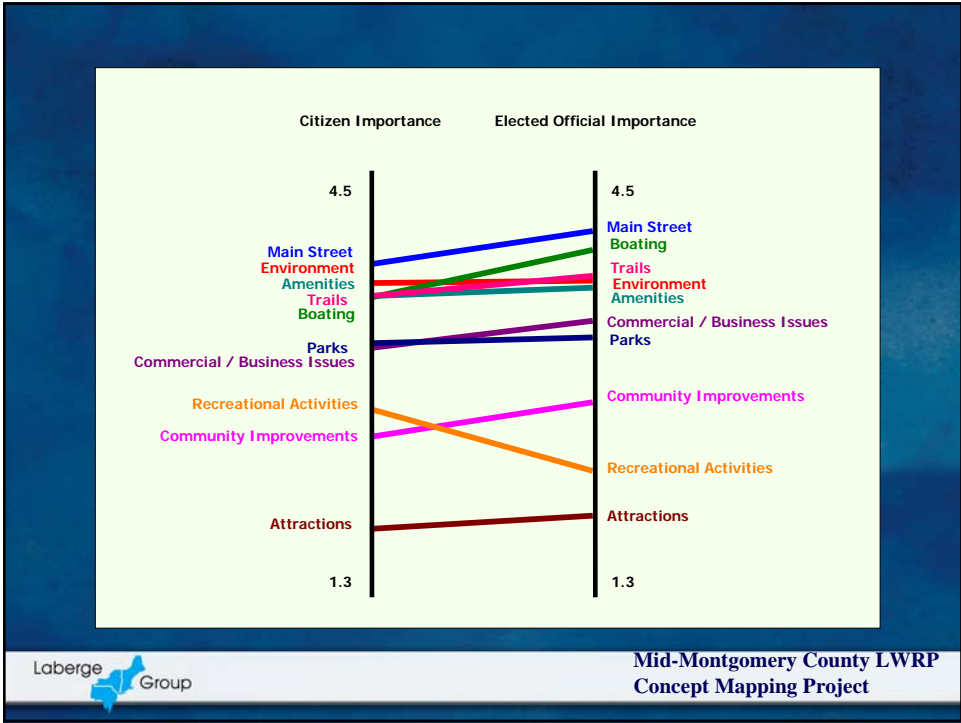 Citizen Importance
Elected Official Importance
4.5
4.5
Main Street
Environment
Amenities
Trails
Boating
Parks
Commercial / Business Issues
Recreational Activities
Community Improvements
Attractions
1.3
Main Street
Boating
Trails
Environment
Amenities
Commercial / Business Issues
Parks
Community Improvements
Recreational Activities
Attractions
1.3
Laberge
Group
Mid-Montgomery County LWRP
Concept Mapping Project